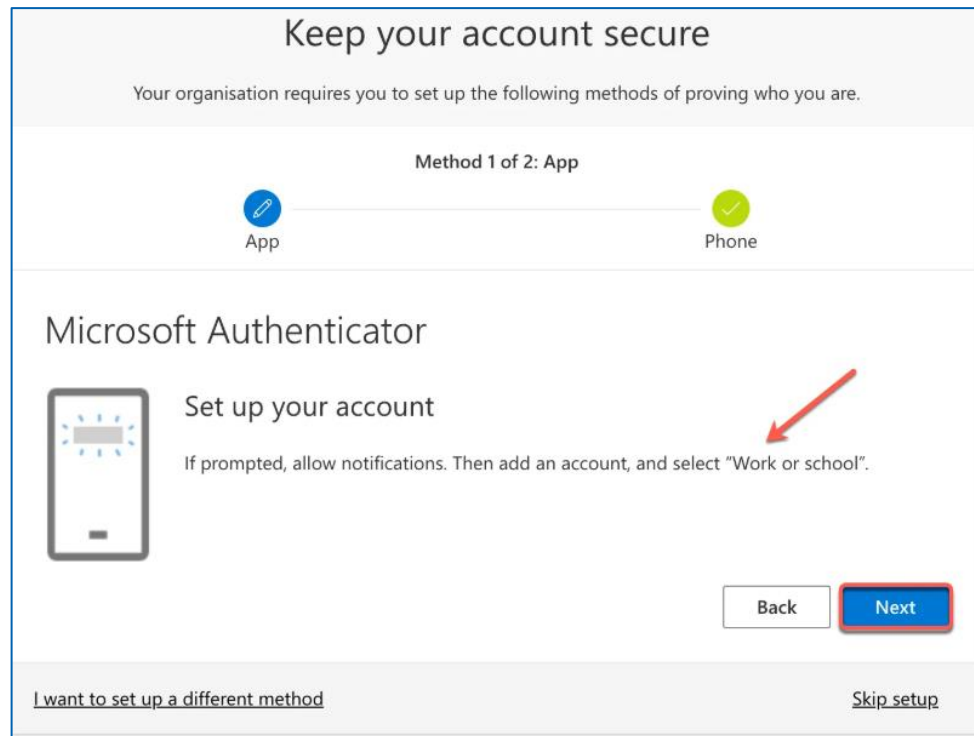 Keep your account secure
Your organisation requires you to set up the following methods of proving who you are.
Method 1 of 2: App
App
Phone
Microsoft Authenticator
Set up your account
If prompted, allow notifications. Then add an account, and select "Work or school".
Back
Next
I want to set up a different method
Skip setup